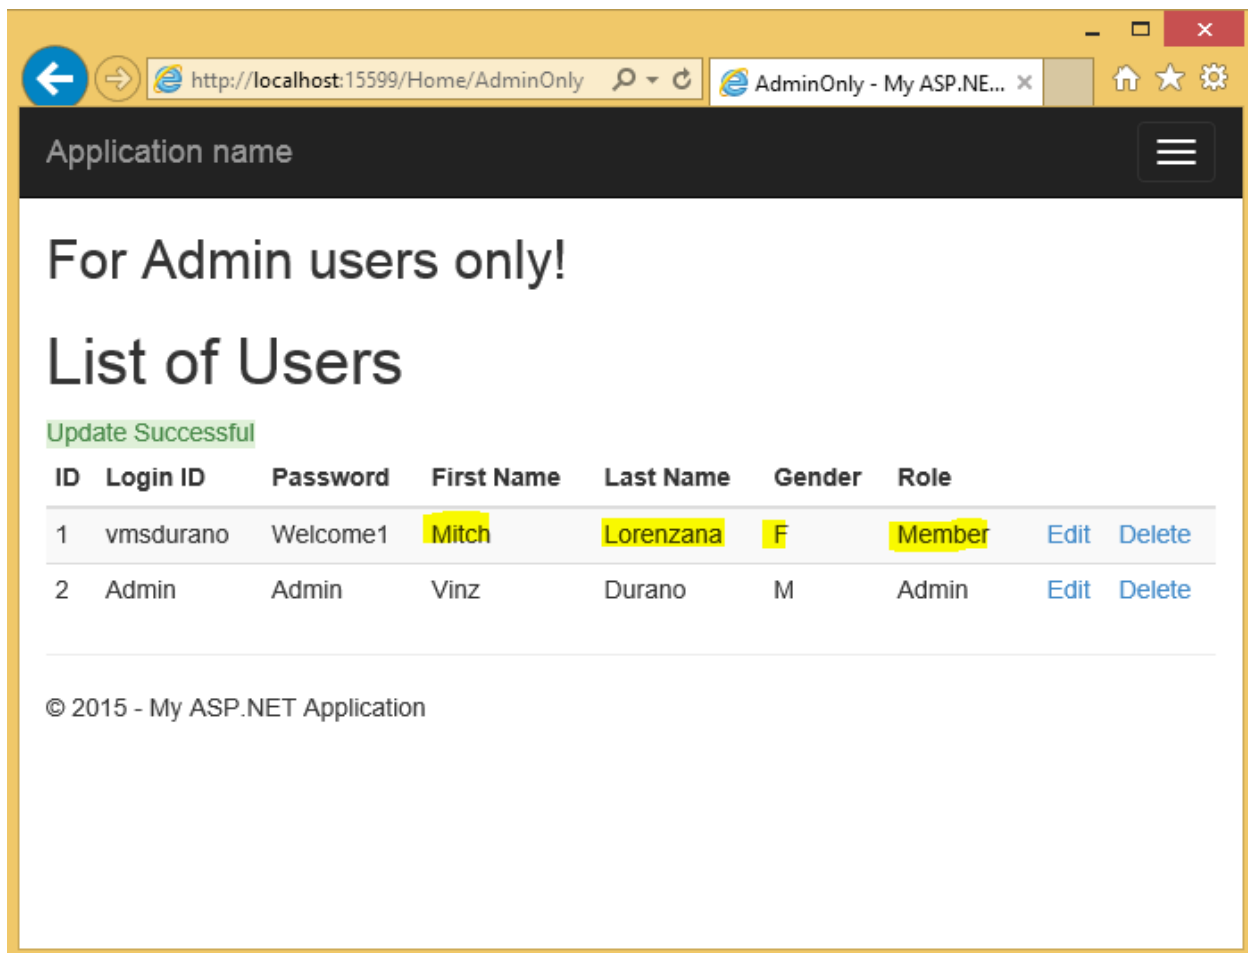 http://localhost:15599/Home/AdminOnly AdminOnly - My ASP.NE...
Application name
For Admin users only!
List of Users
Update Successful
ID Login ID Password First Name Last Name Gender Role
1 vmsdurano Welcome1 Mitch Lorenzana F Member Edit Delete
2 Admin Admin Vinz Durano M Admin Edit Delete
© 2015 - My ASP.NET Application